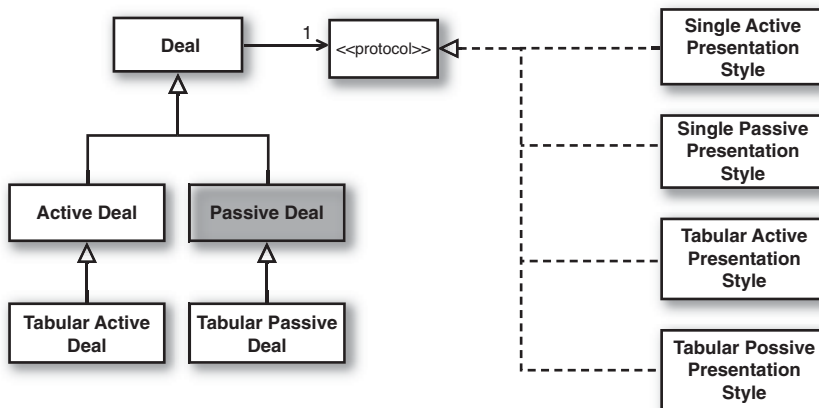 Deal
1
<<protocol>>
Single Active
Presentation
Style
Single Passive
Presentation
Style
Active Deal
Passive Deal
Tabular Active
Presentation
Style
Tabular Active
Deal
Tabular Passive
Deal
Tabular Possive
Presentation
Style